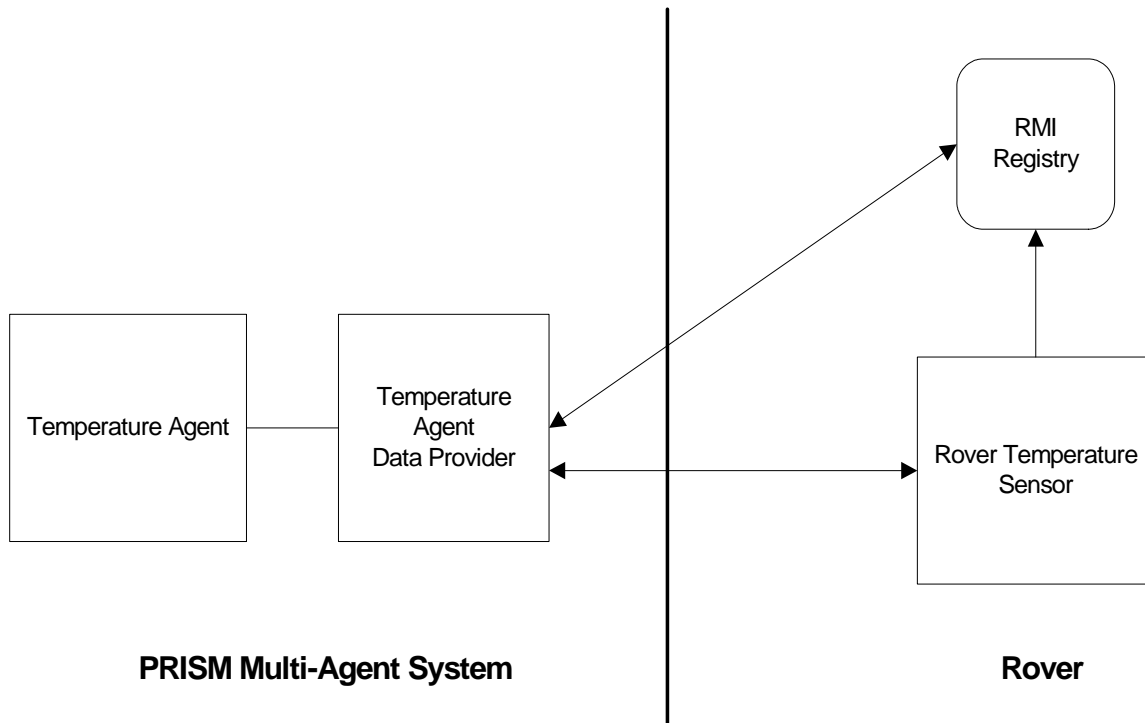 RMI
Registry
Temperature Agent
Temperature
Agent
Data Provider
Rover Temperature
Sensor
PRISM Multi-Agent System
Rover